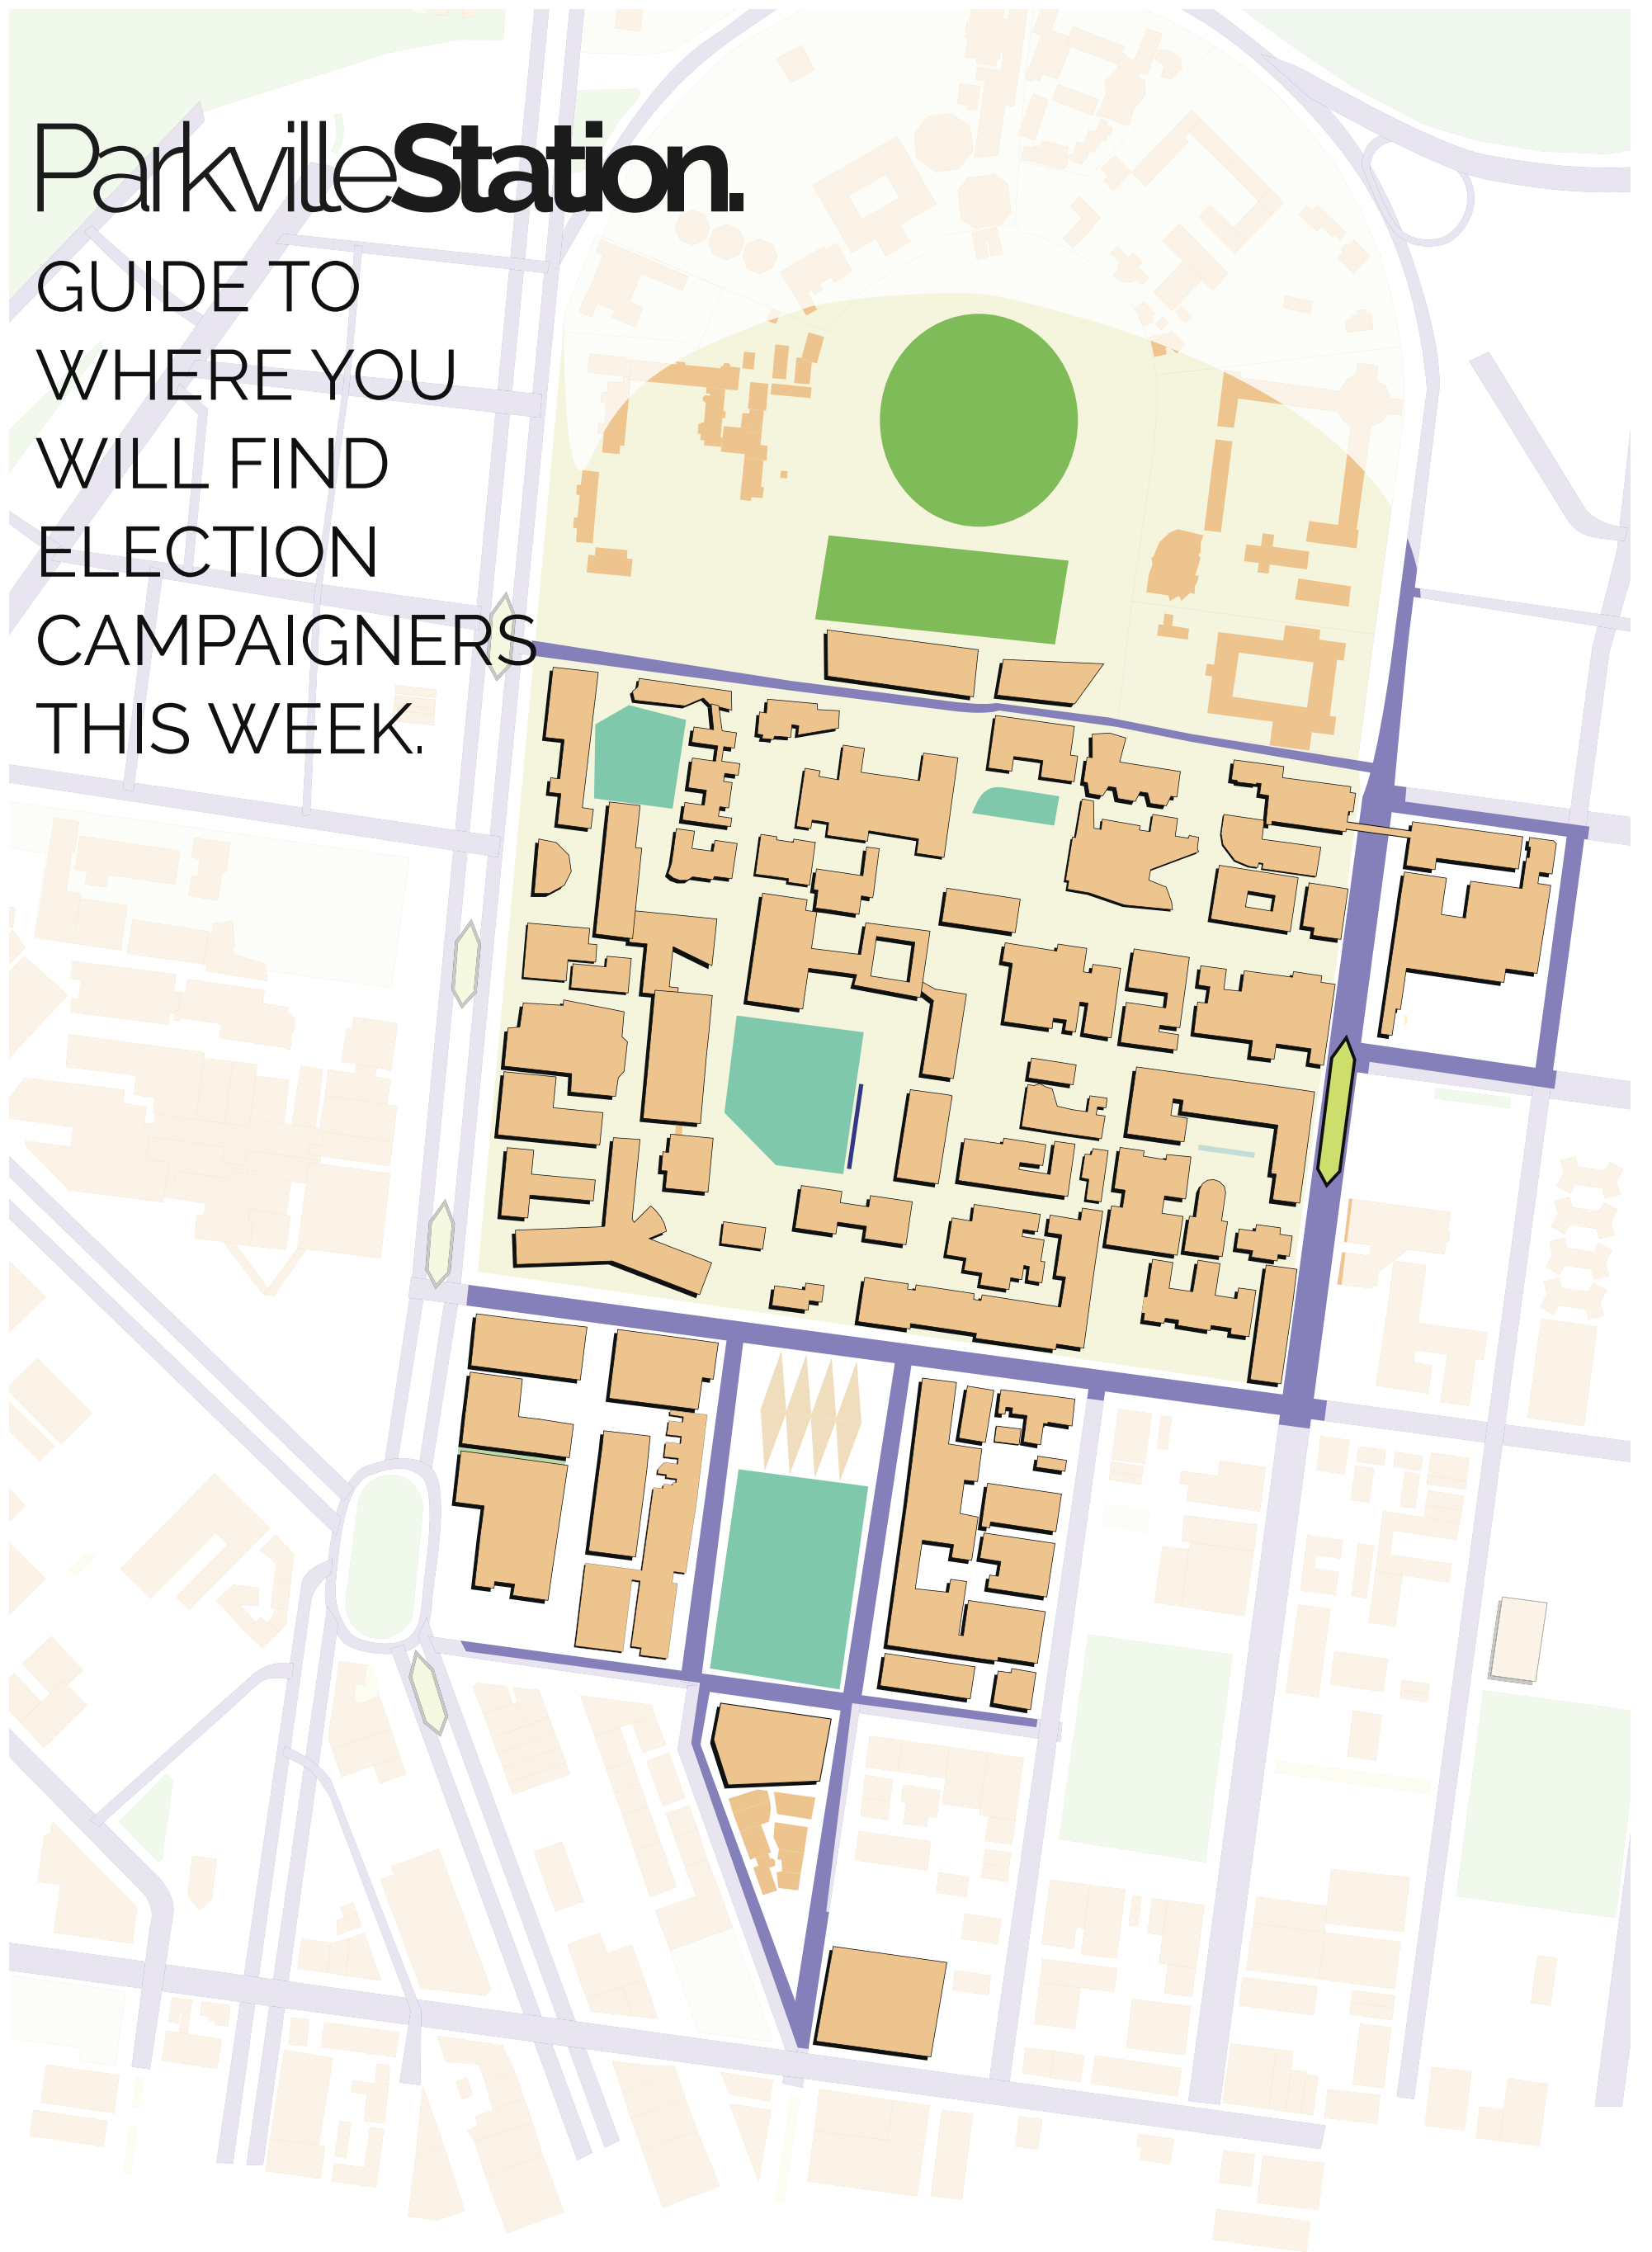 ParkvilleStation.
GUIDE TO
WHERE YOU
WILL FIND
ELECTION
CAMPAIGNERS
THIS WEEK.